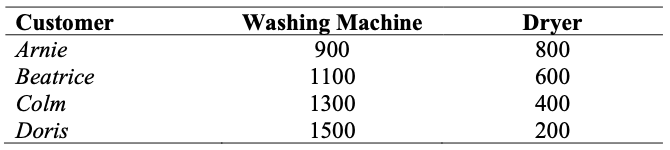 Customer Washing Machine Dryer
Arnie 900 800
Beatrice 1100 600
Colm 1300 400
Doris 1500 200